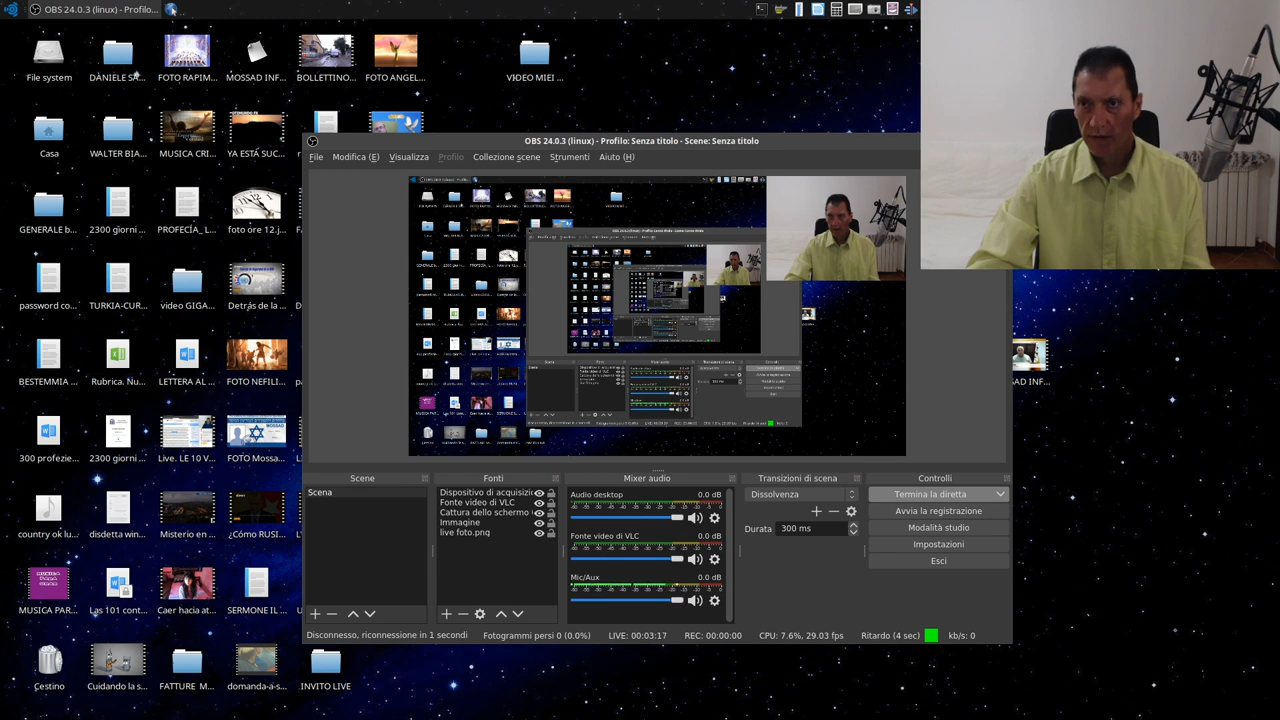 OBS 24.0.3 (linux) - Profilo...
File system
DANIELE SA...
FOTO RAPIM...
MOSSAD INF...
BOLLETTINO...
FOTO ANGEL...
VIDEO MIEI ...
Casa
WALTER BIA...
MUSICA CRI...
YA ESTÁ SUC...
GENERALE b...
2300 giorni ...
PROFECÍA_ L...
foto ore 12.j...
password co...
TURKIA-CUR...
video GIGA...
Detrás de la ...
BESTEMMIA ...
Rubrica. Nu...
LETTERA AL ...
FOTO NEFILI...
300 profezie...
2300 giorni ...
Live. LE 10 V...
FOTO Mossa...
country ok lu...
disdetta win...
Misterio en ...
¿Cómo RUSI...
MUSICA PAR...
Las 101 cont...
Caer hacia at...
SERMONE IL ...
Cestino
Cuidando la s...
FATTURE M...
domanda-a-s...
INVITO LIVE
OBS 24.0.3 (linux) - Profilo: Senza titolo - Scene: Senza titolo
File Modifica (E) Visualizza Profilo Collezione scene Strumenti Aiuto (H)
Scene
Scena
Fonti
Dispositivo di acquisizi
Fonte video di VLC
Cattura dello schermo
Immagine
live foto.png
Mixer audio
Audio desktop 0.0 dB
Fonte video di VLC 0.0 dB
Mic/Aux 0.0 dB
Transizioni di scena
Dissolvenza
Durata 300 ms
Controlli
Termina la diretta
Avvia la registrazione
Modalità studio
Impostazioni
Esci
Disconnesso, riconnessione in 1 secondi Fotogrammi persi 0 (0.0%) LIVE: 00:03:17 REC: 00:00:00 CPU: 7.6%, 29.03 fps Ritardo (4 sec) kb/s: 0